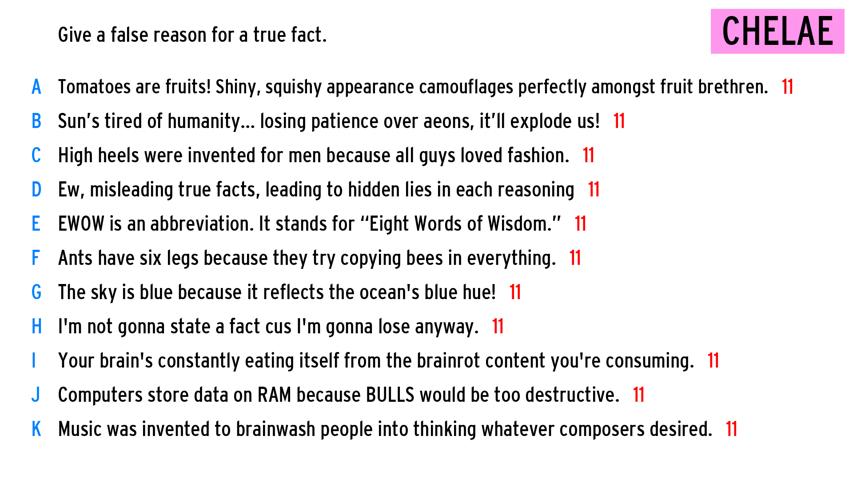 Give a false reason for a true fact.
CHELAE
A Tomatoes are fruits! Shiny, squishy appearance camouflages perfectly amongst fruit brethren. 11
B Sun's tired of humanity... losing patience over aeons, it'll explode us! 11
C High heels were invented for men because all guys loved fashion. 11
D Ew, misleading true facts, leading to hidden lies in each reasoning 11
E EWOW is an abbreviation. It stands for “Eight Words of Wisdom.” 11
F Ants have six legs because they try copying bees in everything. 11
G The sky is blue because it reflects the ocean's blue hue! 11
H I'm not gonna state a fact cus I'm gonna lose anyway. 11
I Your brain's constantly eating itself from the brainrot content you're consuming. 11
J Computers store data on RAM because BULLS would be too destructive. 11
K Music was invented to brainwash people into thinking whatever composers desired. 11